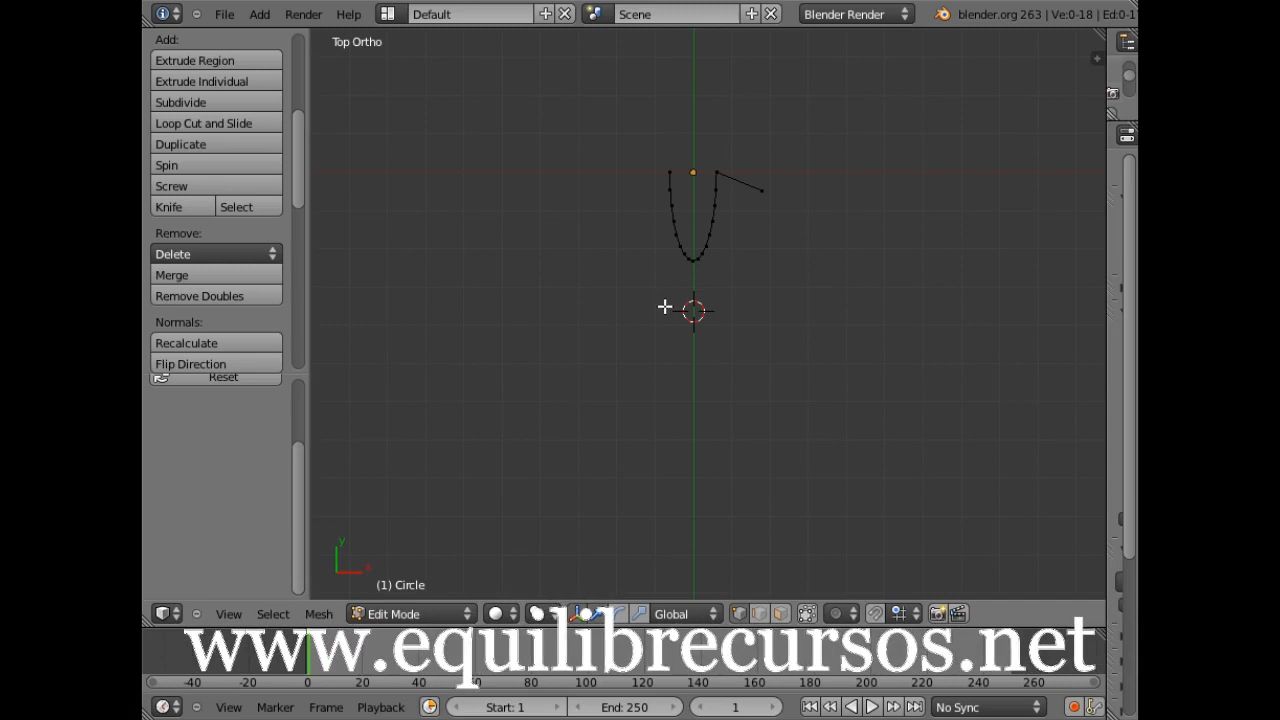 File Add Render Help Default Scene Blender Render blender.org 263 | Ve:0-18 | Ed:0-1
Add:
Top Ortho
Extrude Region
Extrude Individual
Subdivide
Loop Cut and Slide
Duplicate
Spin
Screw
Knife Select
Remove:
Delete
Merge
Remove Doubles
Normals:
Recalculate
Flip Direction
Reset
y
x
(1) Circle
View Select Mesh Edit Mode Global
www.equilibrecursos.net
-40 -20 0 20 40 60 80 100 120 140 160 180 200 220 240 260
View Marker Frame Playback Start: 1 End: 250 1 No Sync